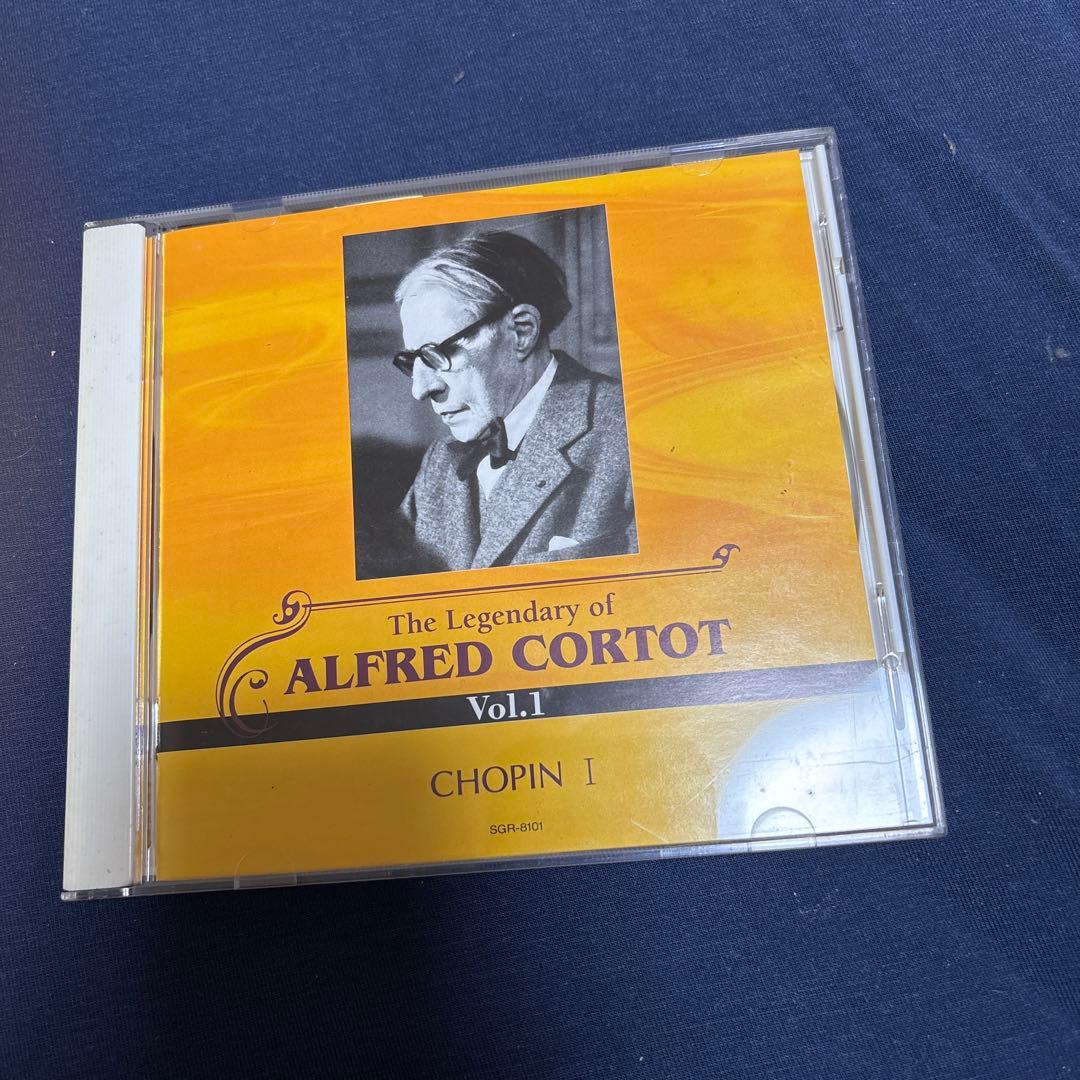 The Legendary of
ALFRED CORTOT
Vol.1
CHOPIN Ⅰ
SGR-8101